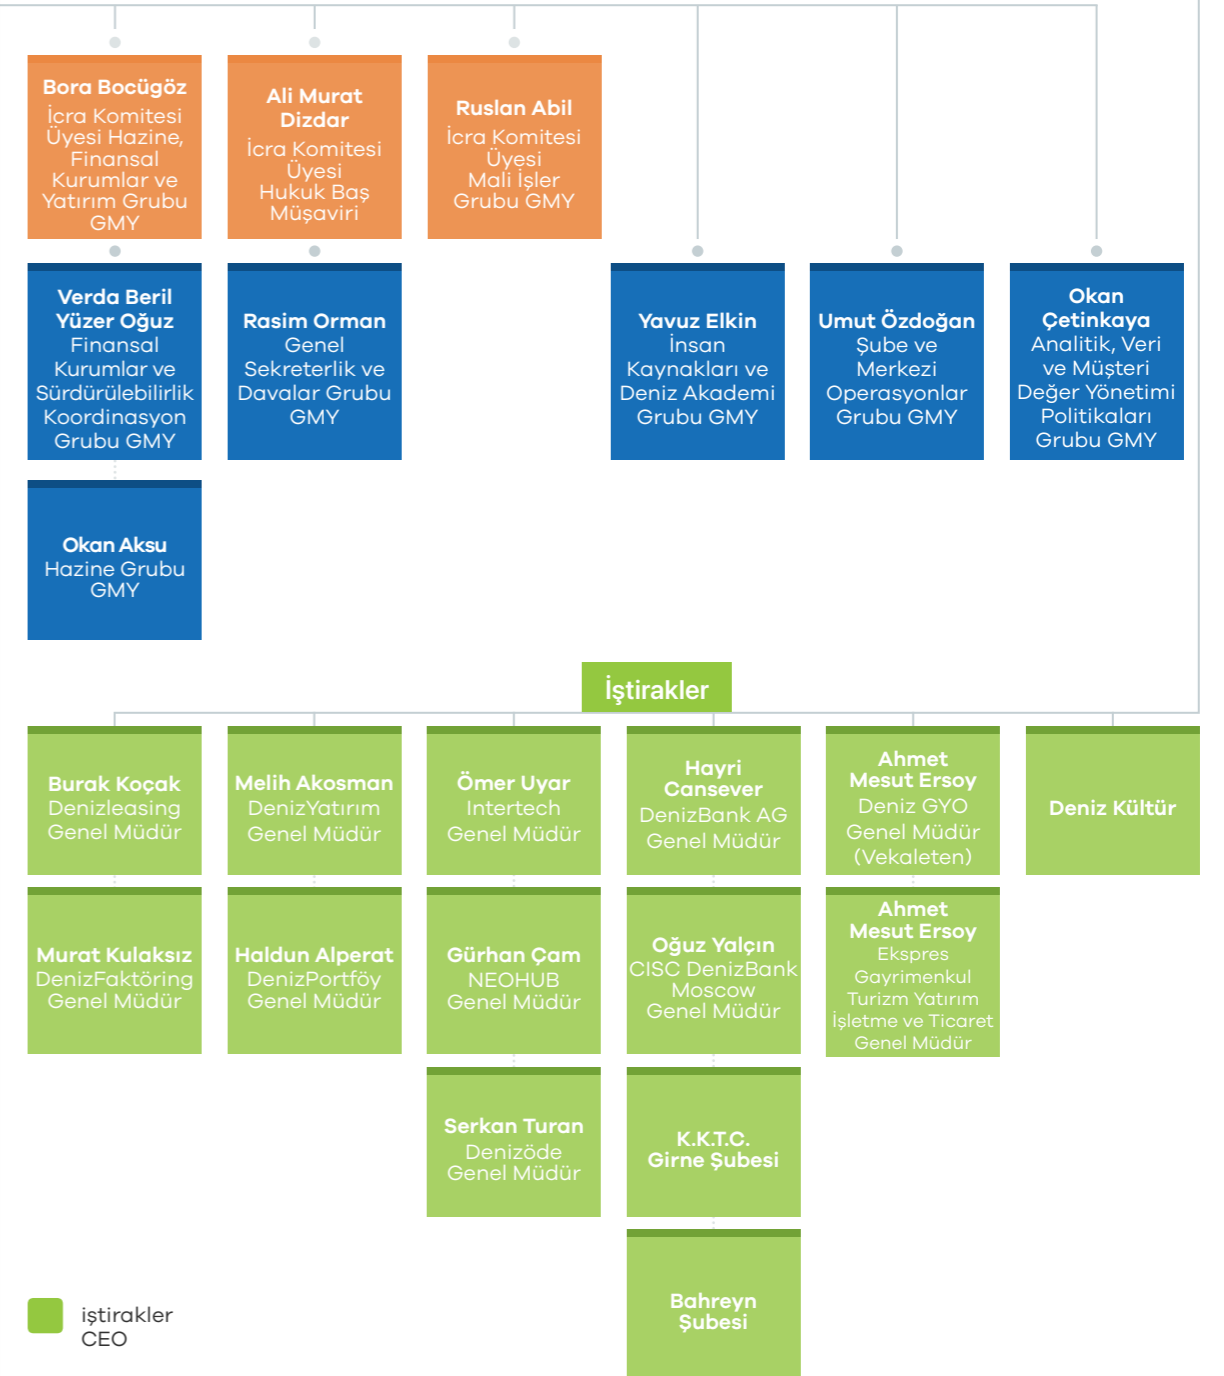 Bora Bocügöz
İcra Komitesi
Üyesi Hazine,
Finansal
Kurumlar ve
Yatırım Grubu
GMY
Ali Murat
Dizdar
İcra Komitesi
Üyesi
Hukuk Baş
Müşaviri
Ruslan Abil
İcra Komitesi
Üyesi
Mali İşler
Grubu GMY
Verda Beril
Yüzer Oğuz
Finansal
Kurumlar ve
Sürdürülebilirlik
Koordinasyon
Grubu GMY
Rasim Orman
Genel
Sekreterlik ve
Davalar Grubu
GMY
Yavuz Elkin
İnsan
Kaynakları ve
Deniz Akademi
Grubu GMY
Umut Özdoğan
Şube ve
Merkezi
Operasyonlar
Grubu GMY
Okan
Çetinkaya
Analitik, Veri
ve Müşteri
Değer Yönetimi
Politikaları
Grubu GMY
Okan Aksu
Hazine Grubu
GMY
İştirakler
Burak Koçak
Denizleasing
Genel Müdür
Melih Akosman
DenizYatırım
Genel Müdür
Ömer Uyar
Intertech
Genel Müdür
Hayri
Cansever
DenizBank AG
Genel Müdür
Ahmet
Mesut Ersoy
Deniz GYO
Genel Müdür
(Vekaleten)
Deniz Kültür
Murat Kulaksız
DenizFaktöring
Genel Müdür
Haldun Alperat
DenizPortföy
Genel Müdür
Gürhan Çam
NEOHUB
Genel Müdür
Oğuz Yalçın
CISC DenizBank
Moscow
Genel Müdür
Ahmet
Mesut Ersoy
Ekspres
Gayrimenkul
Turizm Yatırım
İşletme ve Ticaret
Genel Müdür
Serkan Turan
Denizöde
Genel Müdür
K.K.T.C.
Girne Şubesi
Bahreyn
Şubesi
iştirakler
CEO